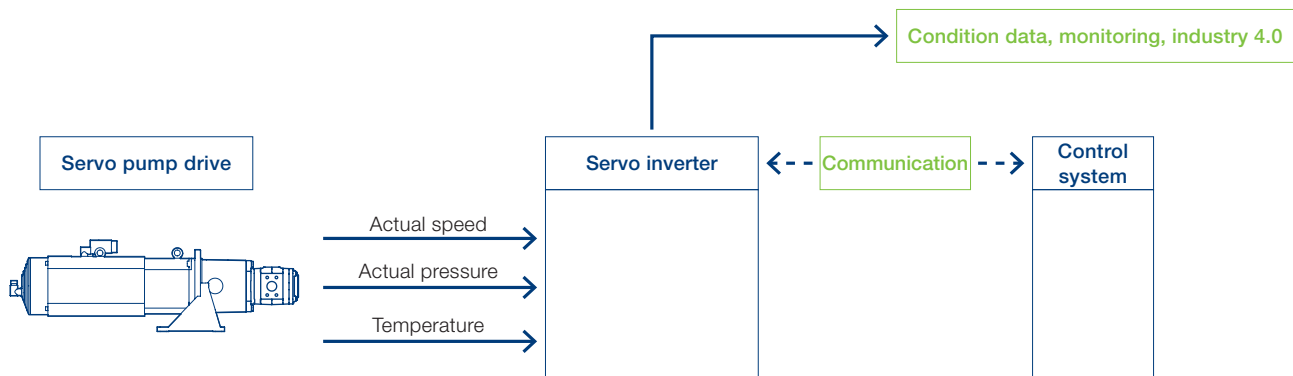 Condition data, monitoring, industry 4.0
Servo pump drive
Servo inverter
Communication
Control
system
Actual speed
Actual pressure
Temperature